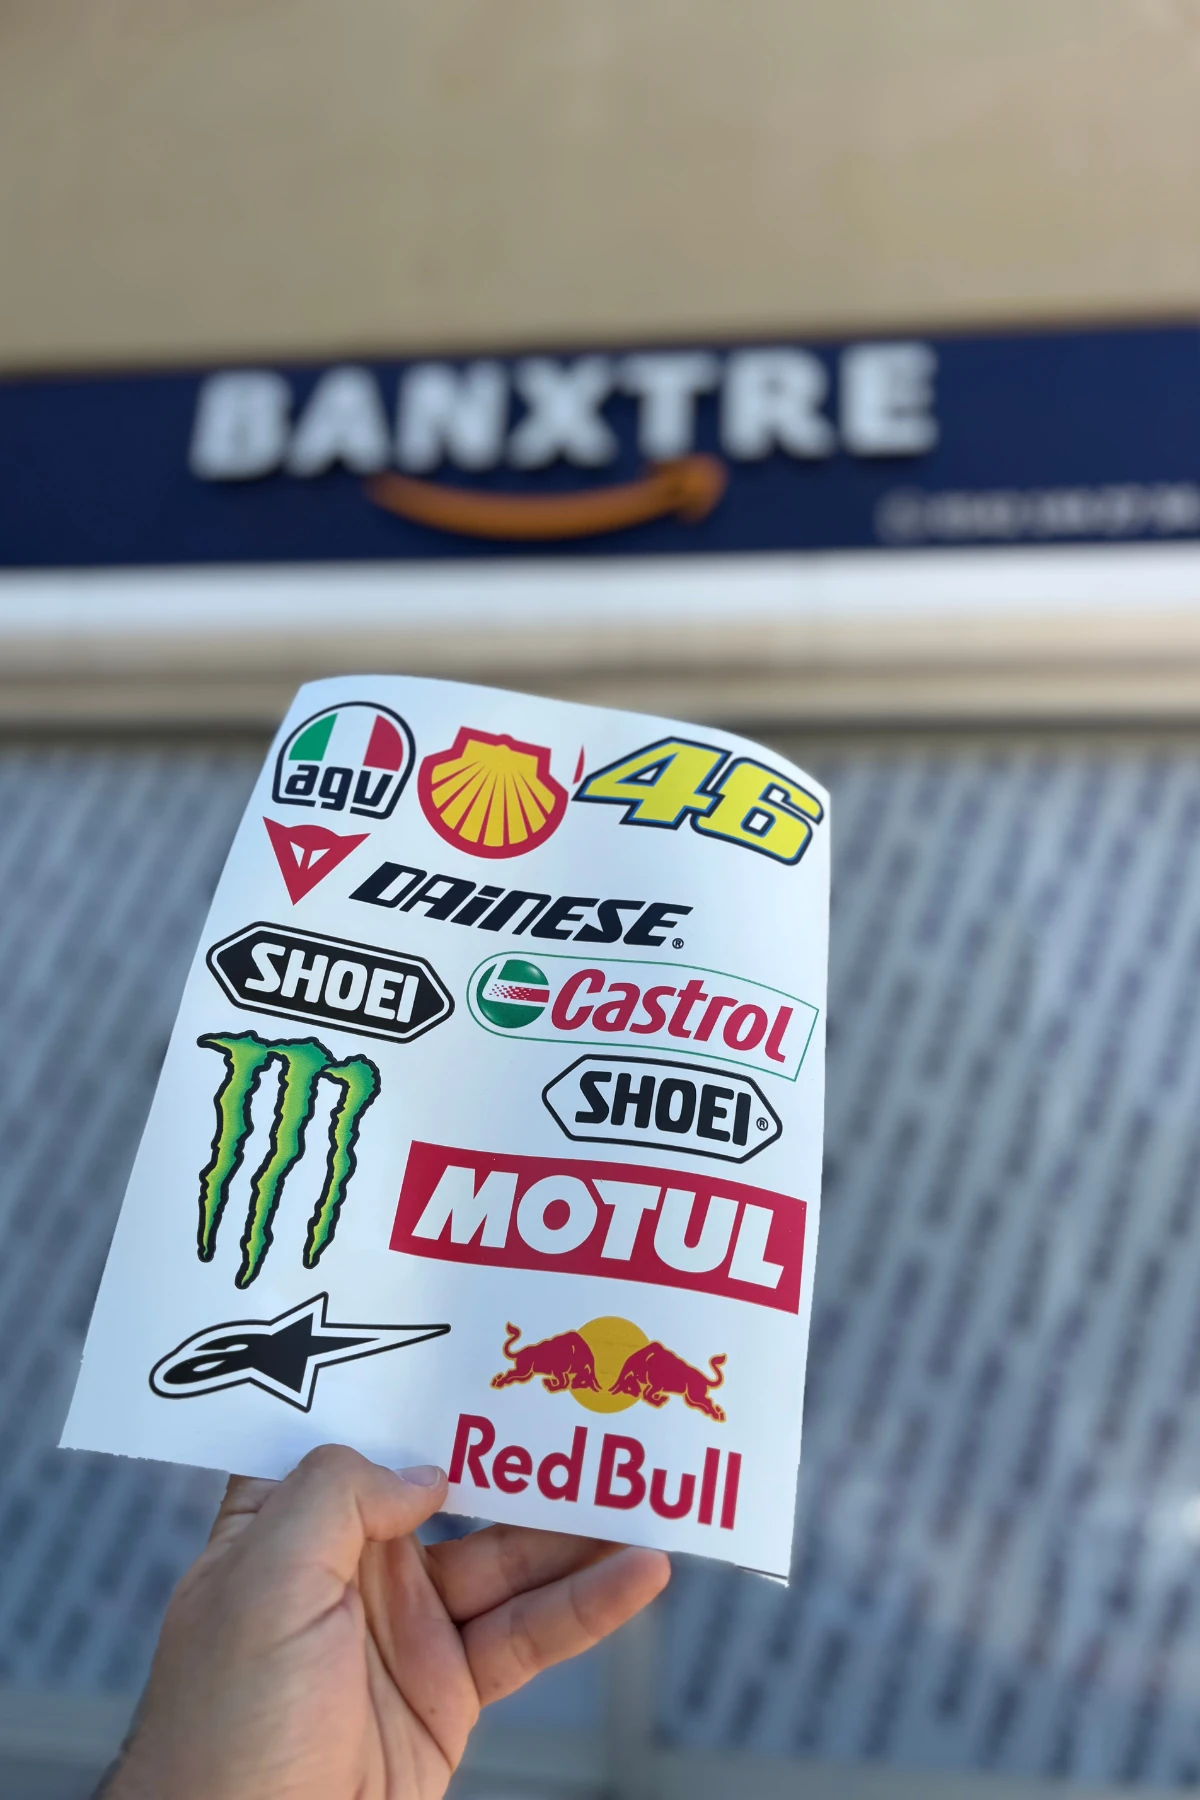 BANXTRE
agv
46
DAiNESE®
SHOEI
Castrol
SHOEI®
MOTUL
Red Bull